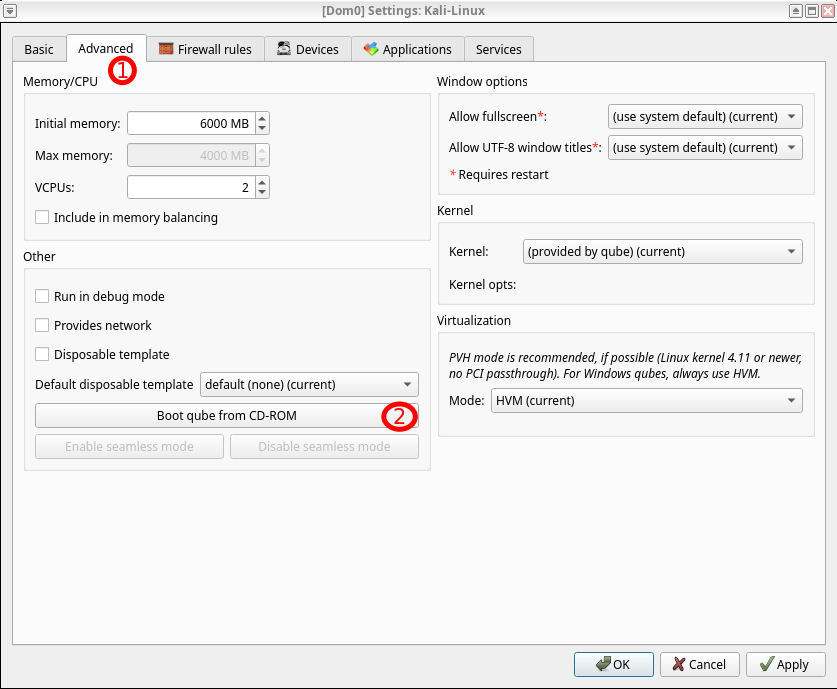 [Dom0] Settings: Kali-Linux
Basic
Advanced
Firewall rules
Devices
Applications
Services
1
Memory/CPU
Initial memory:
6000 MB
Max memory:
4000 MB
VCPUs:
2
Include in memory balancing
Other
Run in debug mode
Provides network
Disposable template
Default disposable template
default (none) (current)
Boot qube from CD-ROM
2
Enable seamless mode
Disable seamless mode
Window options
Allow fullscreen*:
(use system default) (current)
Allow UTF-8 window titles*:
(use system default) (current)
* Requires restart
Kernel
Kernel:
(provided by qube) (current)
Kernel opts:
Virtualization
PVH mode is recommended, if possible (Linux kernel 4.11 or newer,
no PCI passthrough). For Windows qubes, always use HVM.
Mode:
HVM (current)
OK
Cancel
Apply